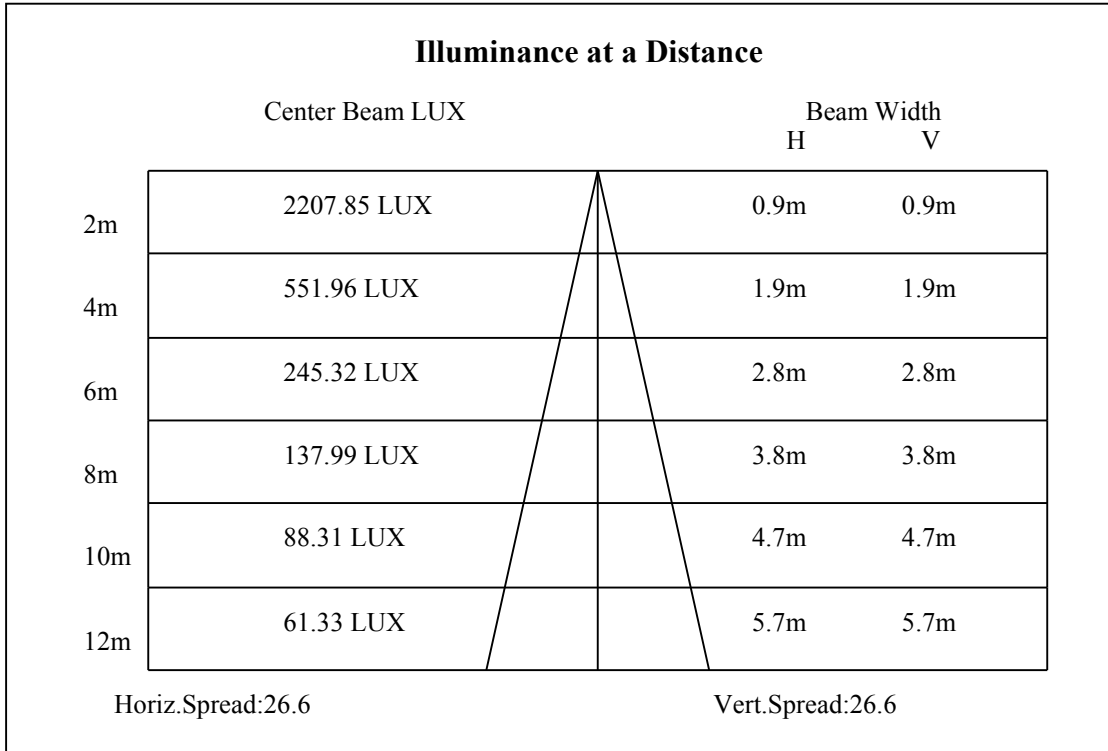 Illuminance at a Distance
Center Beam LUX Beam Width
H V
2m 2207.85 LUX 0.9m 0.9m
4m 551.96 LUX 1.9m 1.9m
6m 245.32 LUX 2.8m 2.8m
8m 137.99 LUX 3.8m 3.8m
10m 88.31 LUX 4.7m 4.7m
12m 61.33 LUX 5.7m 5.7m
Horiz.Spread:26.6 Vert.Spread:26.6